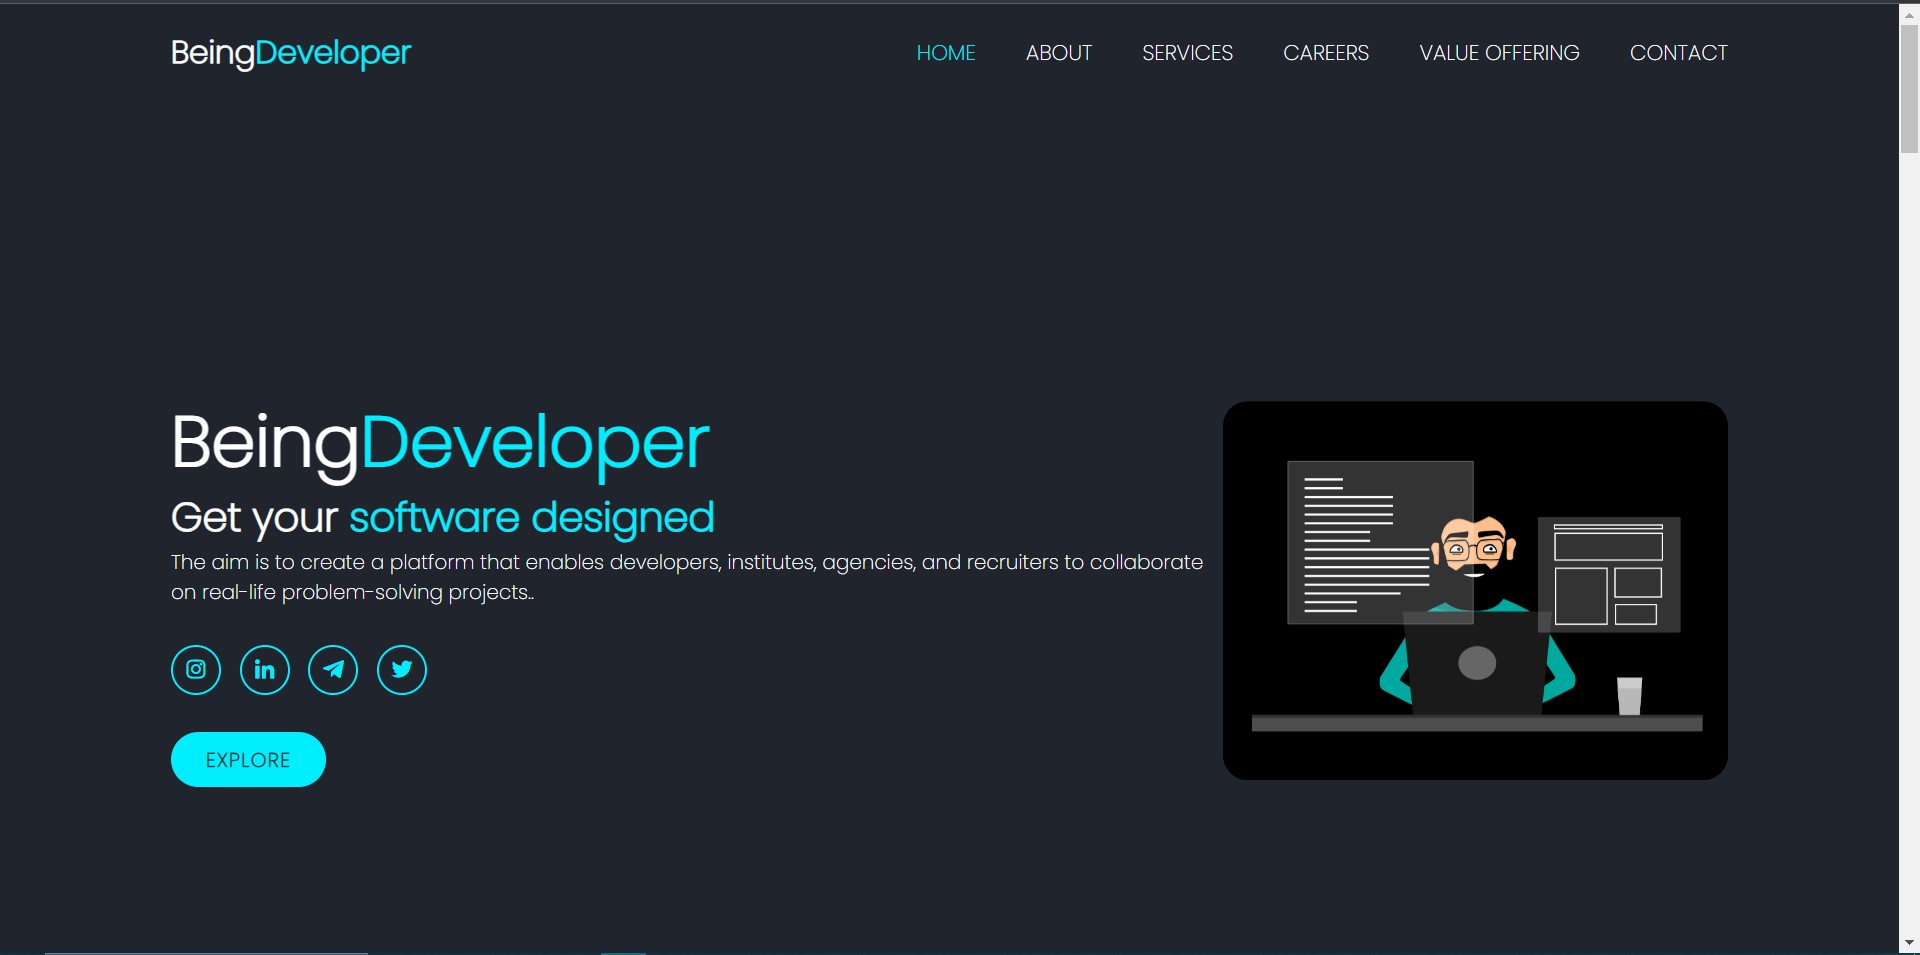 BeingDeveloper
HOME ABOUT SERVICES CAREERS VALUE OFFERING CONTACT
BeingDeveloper
Get your software designed
The aim is to create a platform that enables developers, institutes, agencies, and recruiters to collaborate
on real-life problem-solving projects..
EXPLORE